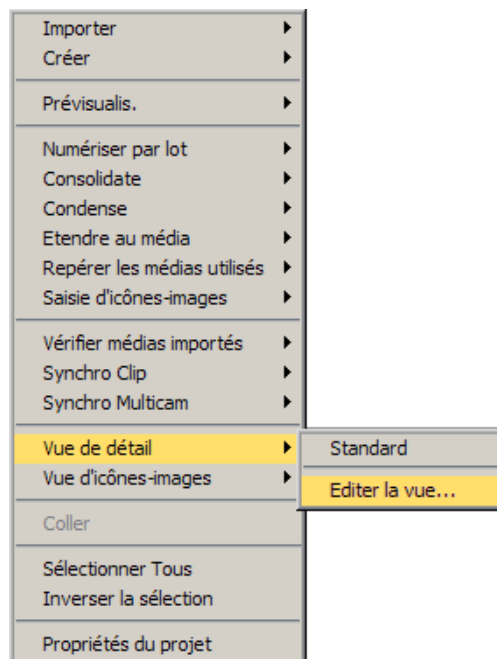 Importer
Créer
Prévisualis.
Numériser par lot
Consolidate
Condense
Etendre au média
Repérer les médias utilisés
Saisie d'icônes-images
Vérifier médias importés
Synchro Clip
Synchro Multicam
Vue de détail
Standard
Vue d'icônes-images
Editer la vue...
Coller
Sélectionner Tous
Inverser la sélection
Propriétés du projet